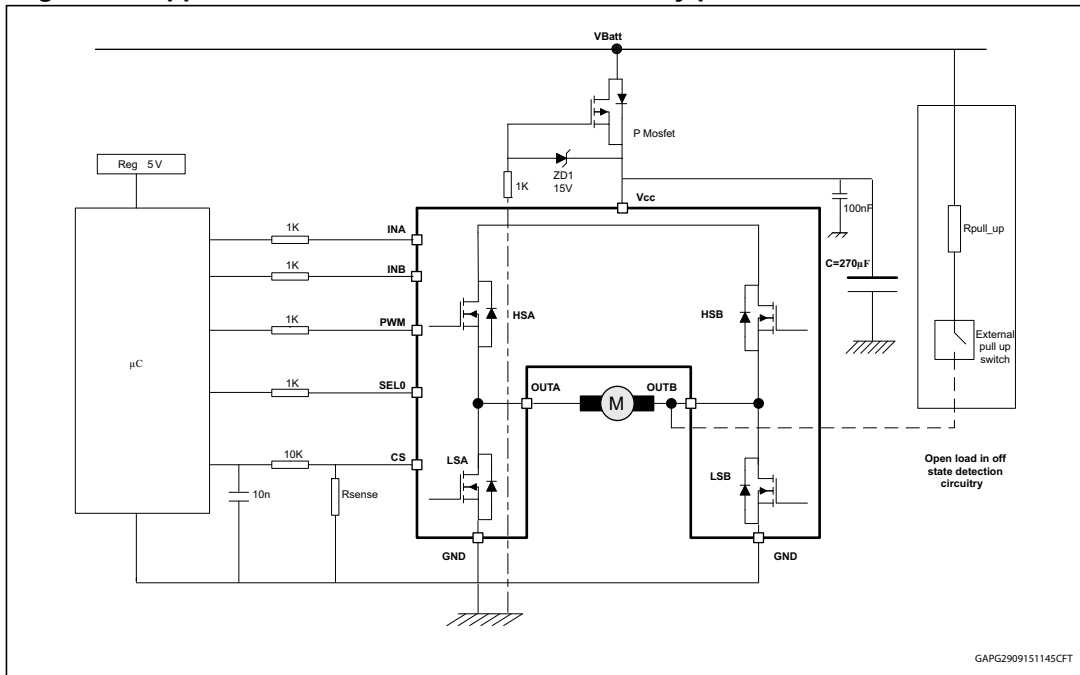 VBatt
P Mosfet
Reg 5V
ZD1
15V
1K
Vcc
100nF
Rpull_up
C=270µF
1K
INA
1K
INB
HSA
HSB
1K
PWM
External
pull up
switch
µC
1K
SEL0
OUTA
OUTB
M
10K
CS
LSA
LSB
Open load in off
state detection
circuitry
10n
Rsense
GND
GND
GAPG2909151145CFT